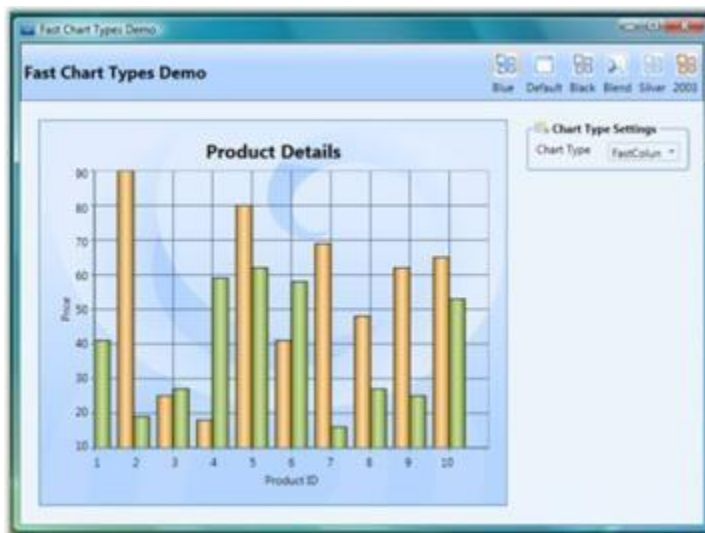 Fast Chart Types Demo
Fast Chart Types Demo
Blue Default Black Blend Silver 2003
Chart Type Settings
Chart Type FastColun
Product Details
90
80
70
60
50
40
30
20
10
Price
1 2 3 4 5 6 7 8 9 10
Product ID